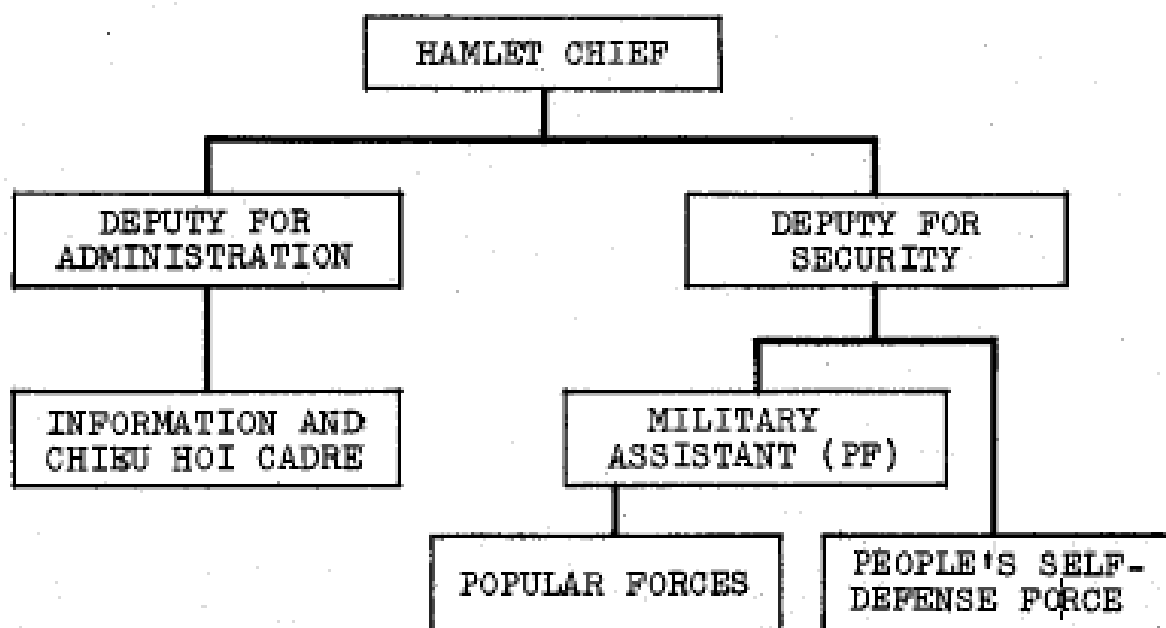 HAMLET CHIEF
DEPUTY FOR
ADMINISTRATION
DEPUTY FOR
SECURITY
INFORMATION AND
CHIEU HOI CADRE
MILITARY
ASSISTANT (PF)
POPULAR FORCES
PEOPLE'S SELF-
DEFENSE FORCE